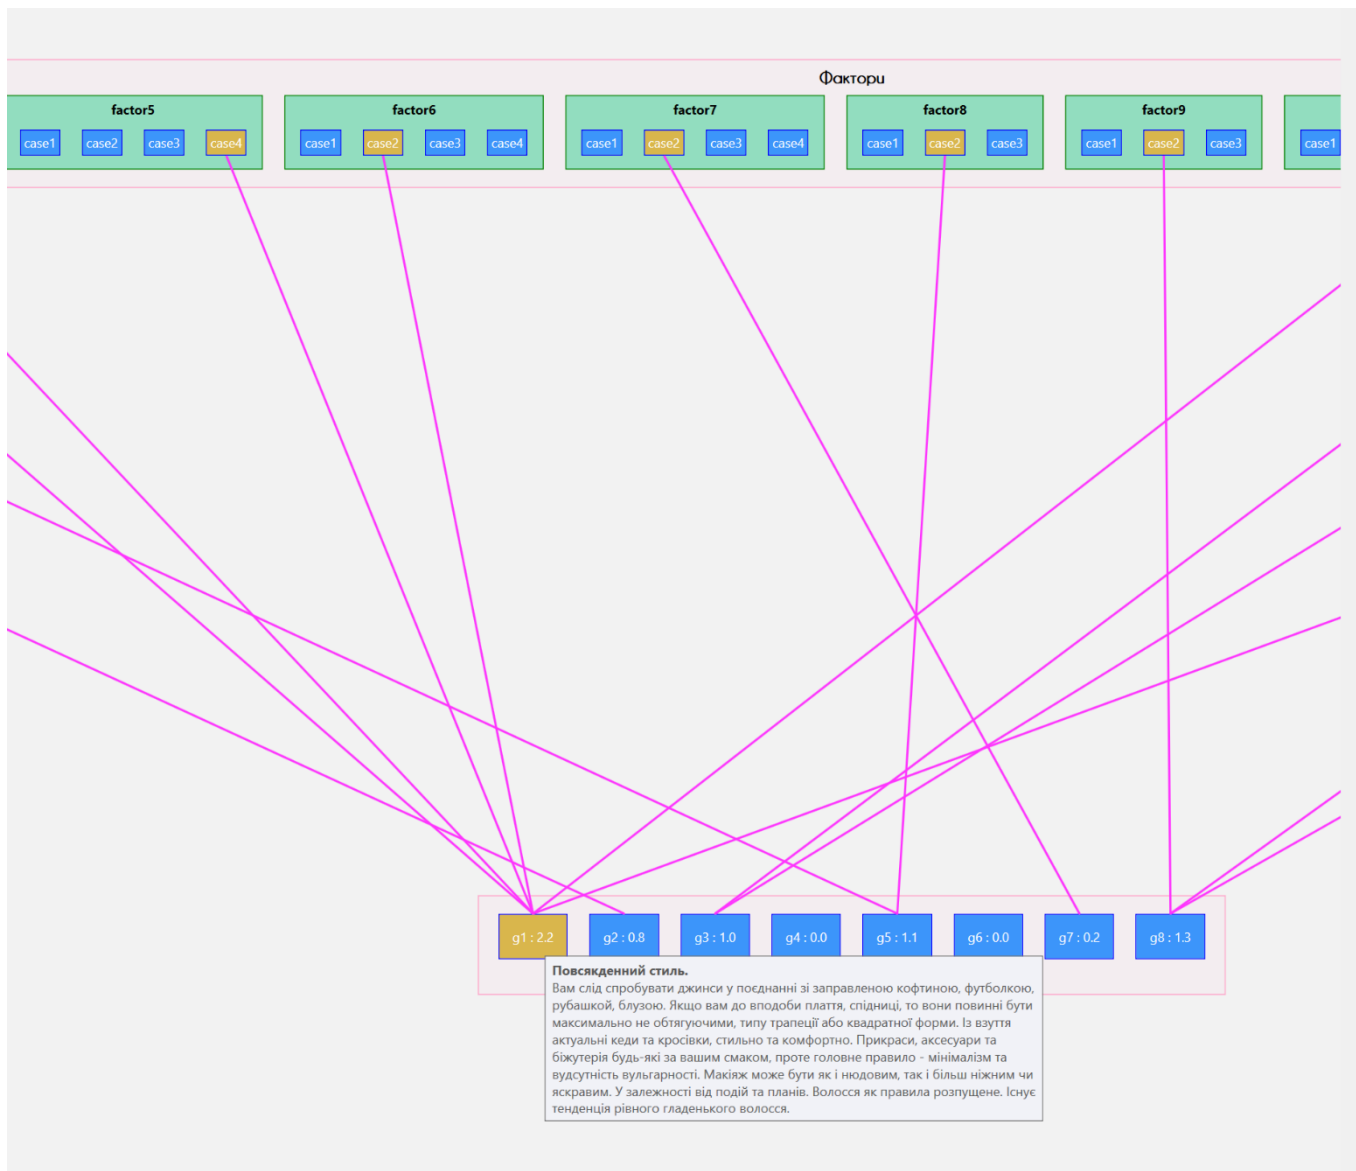 Фактори
factor5
factor6
factor7
factor8
factor9
case1 case2 case3 case4
case1 case2 case3 case4
case1 case2 case3 case4
case1 case2 case3
case1 case2 case3
case1
g1 : 2.2
g2 : 0.8
g3 : 1.0
g4 : 0.0
g5 : 1.1
g6 : 0.0
g7 : 0.2
g8 : 1.3
Повсякденний стиль.
Вам слід спробувати джинси у поєднанні зі заправленою кофтиною, футболкою,
рубашкой, блузою. Якщо вам до вподоби плаття, спідниці, то вони повинні бути
максимально не обтягуючими, типу трапеції або квадратної форми. Із взуття
актуальні кеди та кросівки, стильно та комфортно. Прикраси, аксесуари та
біжутерія будь-які за вашим смаком, проте головне правило - мінімалізм та
вудсутність вульгарності. Макіяж може бути як і нюдовим, так і більш ніжним чи
яскравим. У залежності від подій та планів. Волосся як правила розпущене. Існує
тенденція рівного гладенького волосся.